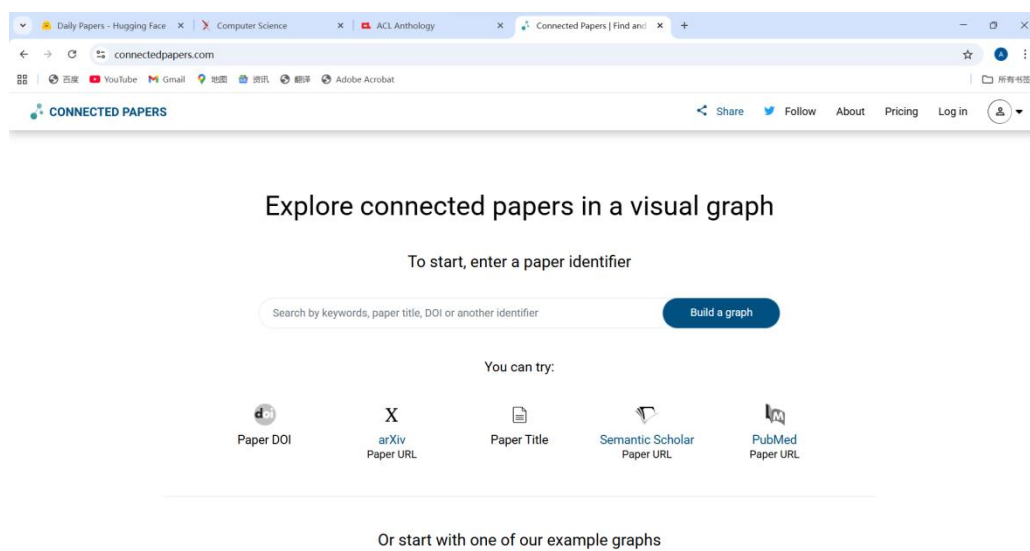 Daily Papers - Hugging Face Computer Science ACL Anthology Connected Papers | Find and
connectedpapers.com
百度 YouTube Gmail 地图 资讯 翻译 Adobe Acrobat 所有书签
CONNECTED PAPERS Share Follow About Pricing Log in
Explore connected papers in a visual graph
To start, enter a paper identifier
Search by keywords, paper title, DOI or another identifier Build a graph
You can try:
doi X
Paper DOI arXiv Paper Title Semantic Scholar PubMed
Paper URL Paper URL Paper URL
Or start with one of our example graphs